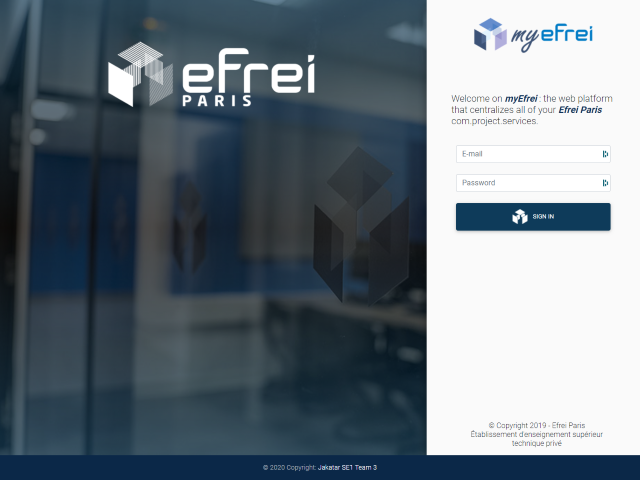 efrei
PARIS
myefrei
Welcome on myEfrei : the web platform
that centralizes all of your Efrei Paris
com.project.services.
E-mail
Password
SIGN IN
© Copyright 2019 - Efrei Paris
Établissement d'enseignement supérieur
technique privé
© 2020 Copyright: Jakatar SE1 Team 3